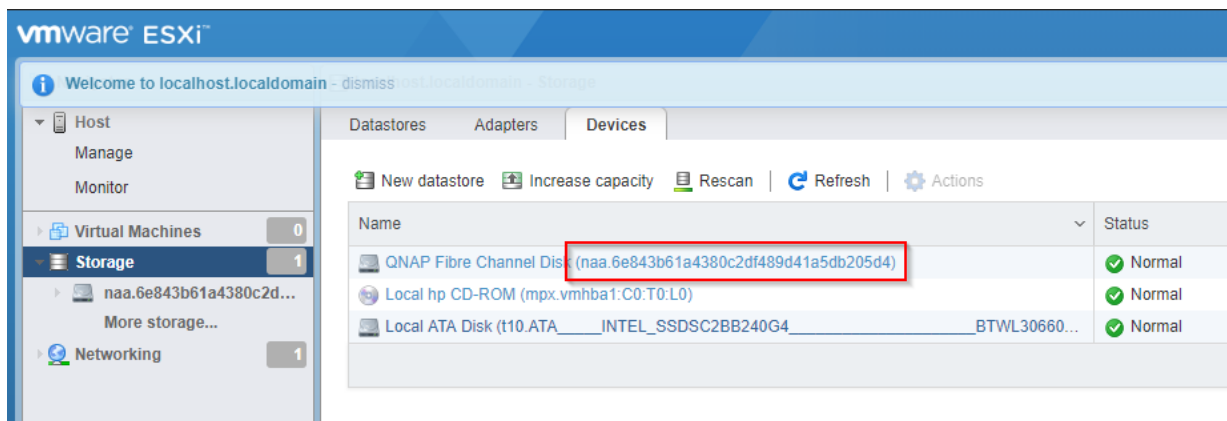 vmware ESXi™
Welcome to localhost.localdomain - dismiss
Host
Manage
Monitor
Virtual Machines 0
Storage 1
naa.6e843b61a4380c2d...
More storage...
Networking 1
Datastores Adapters Devices
New datastore Increase capacity Rescan Refresh Actions
Name Status
QNAP Fibre Channel Disk (naa.6e843b61a4380c2df489d41a5db205d4) Normal
Local hp CD-ROM (mpx.vmhba1:C0:T0:L0) Normal
Local ATA Disk (t10.ATA_____INTEL_SSDSC2BB240G4______________________BTWL30660... Normal